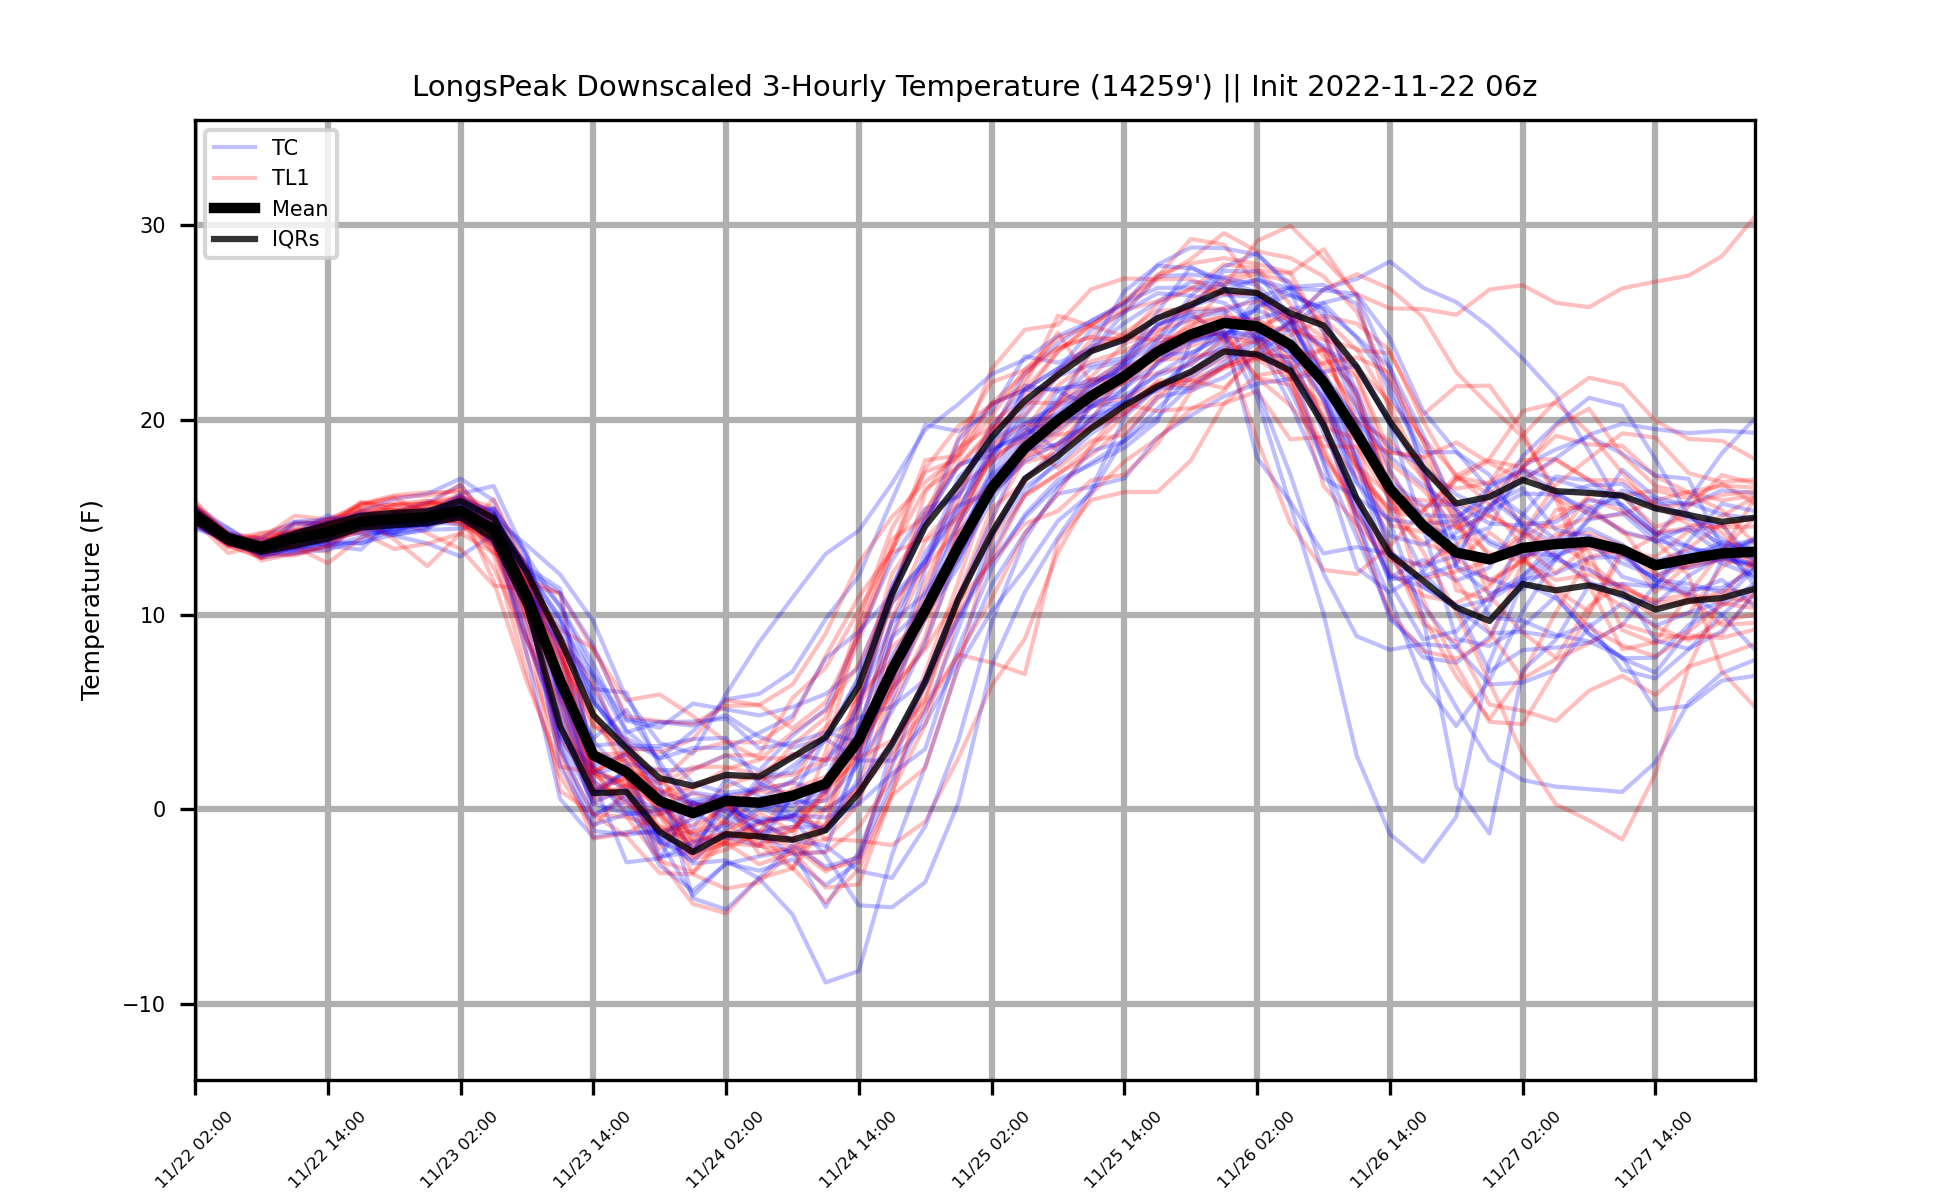 LongsPeak Downscaled 3-Hourly Temperature (14259') || Init 2022-11-22 06z
TC
TL1
Mean
IQRs
Temperature (F)
30
20
10
0
−10
11/22 02:00
11/22 14:00
11/23 02:00
11/23 14:00
11/24 02:00
11/24 14:00
11/25 02:00
11/25 14:00
11/26 02:00
11/26 14:00
11/27 02:00
11/27 14:00